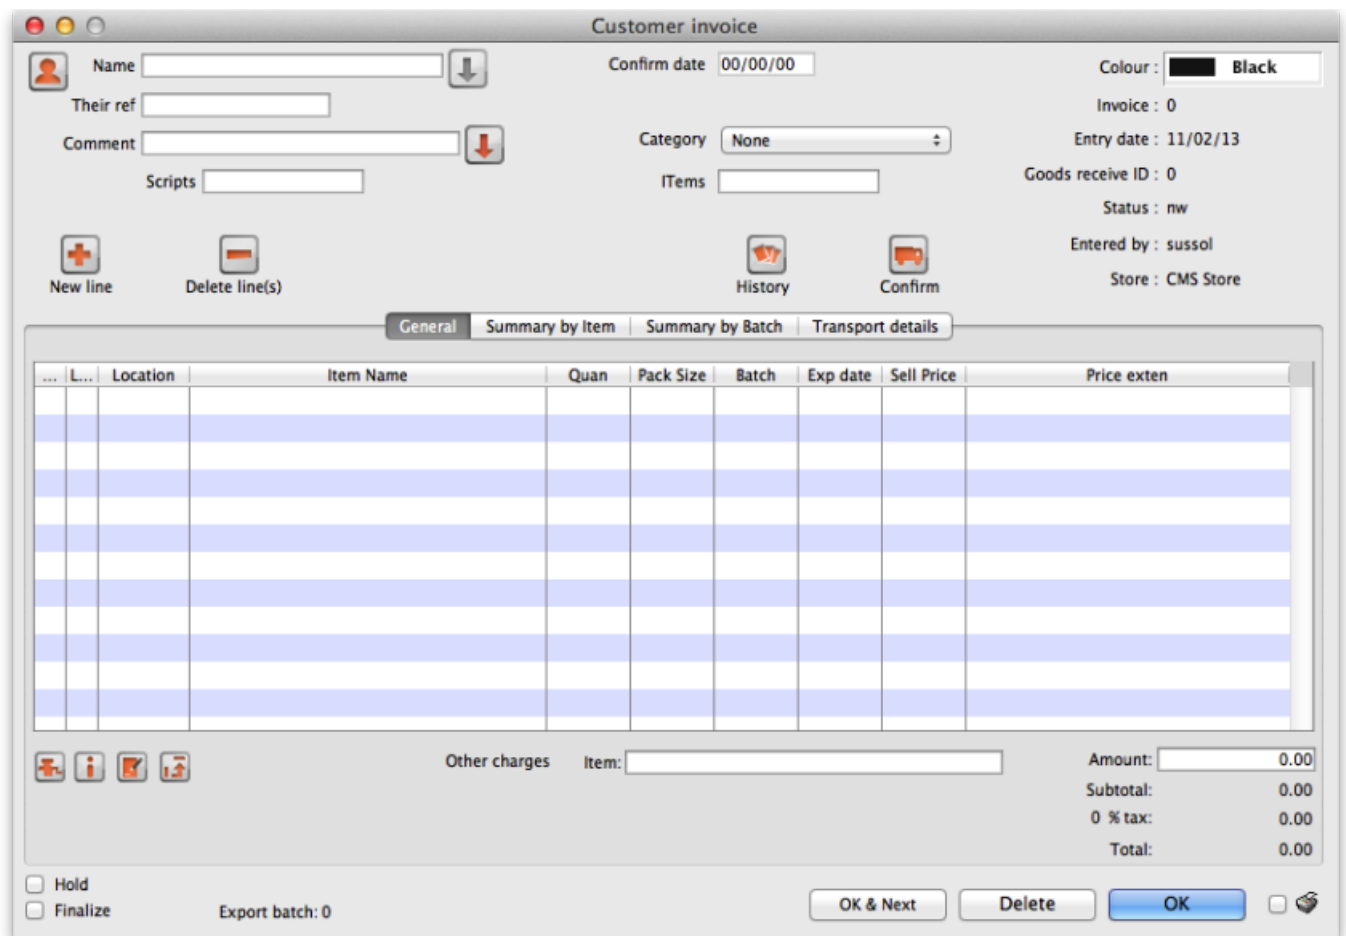 Customer invoice
Name
Confirm date 00/00/00
Colour : Black
Their ref
Invoice : 0
Comment
Category None
Entry date : 11/02/13
Scripts
ITems
Goods receive ID : 0
Status : nw
Entered by : sussol
Store : CMS Store
New line
Delete line(s)
History
Confirm
General Summary by Item Summary by Batch Transport details
... L... Location Item Name Quan Pack Size Batch Exp date Sell Price Price exten
Other charges Item: Amount: 0.00
Subtotal: 0.00
0 % tax: 0.00
Total: 0.00
Hold
Finalize
Export batch: 0
OK & Next Delete OK